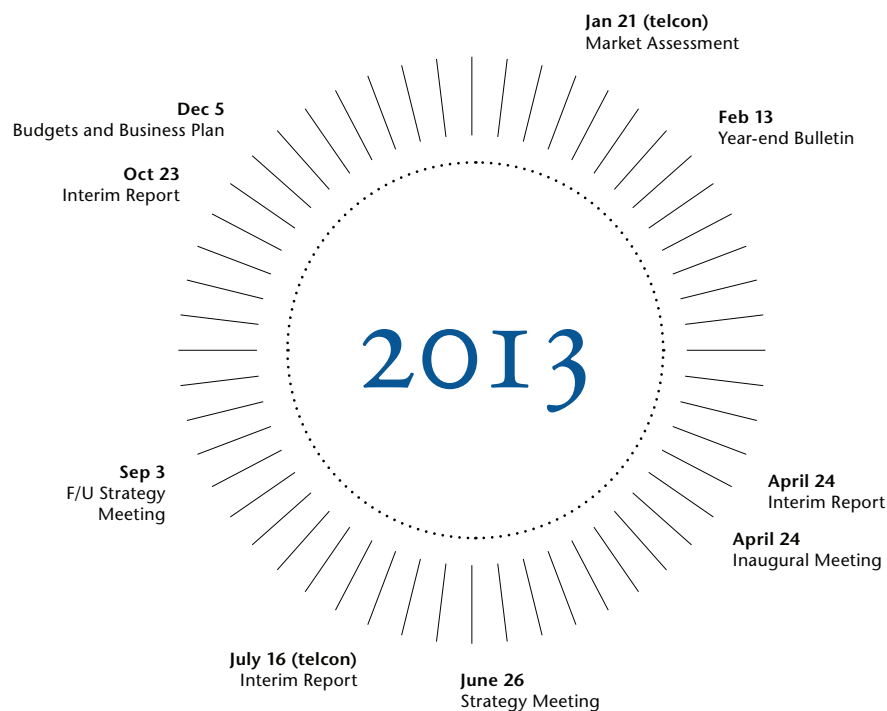 Jan 21 (telcon)
Market Assessment
Feb 13
Year-end Bulletin
April 24
Interim Report
April 24
Inaugural Meeting
June 26
Strategy Meeting
July 16 (telcon)
Interim Report
Sep 3
F/U Strategy
Meeting
Oct 23
Interim Report
Dec 5
Budgets and Business Plan
2013